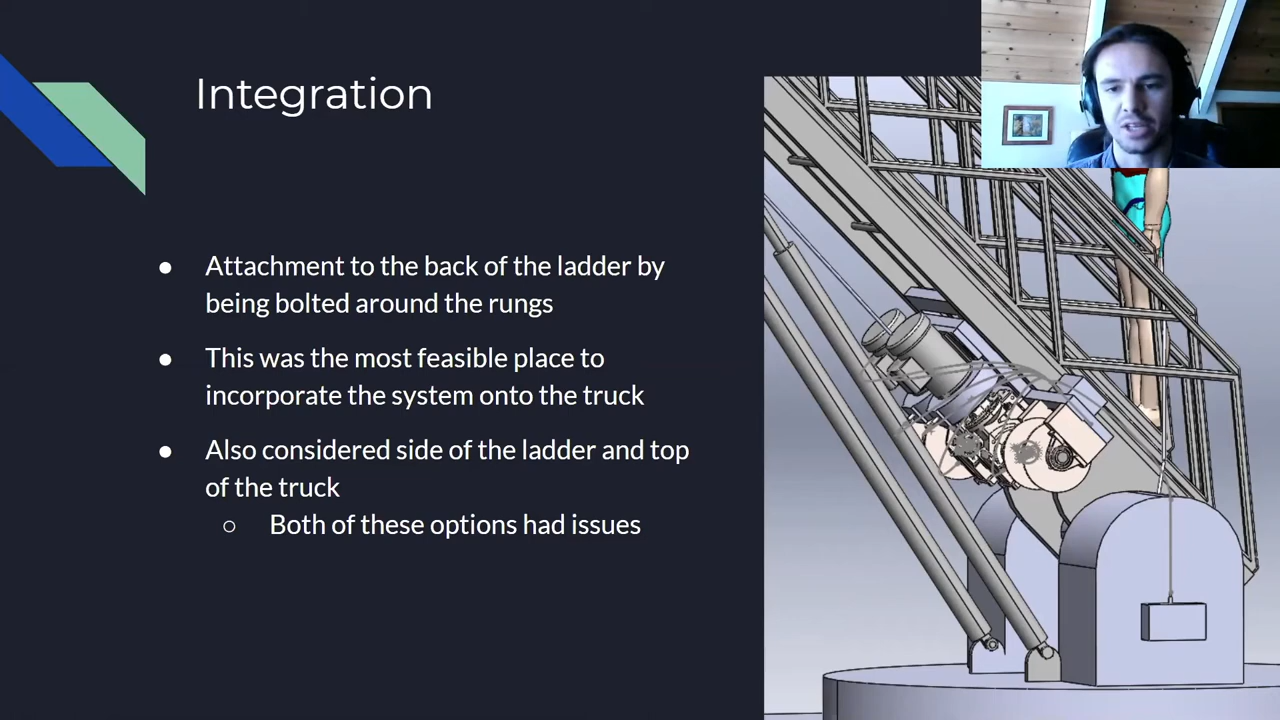 Integration
● Attachment to the back of the ladder by
being bolted around the rungs
● This was the most feasible place to
incorporate the system onto the truck
● Also considered side of the ladder and top
of the truck
○ Both of these options had issues